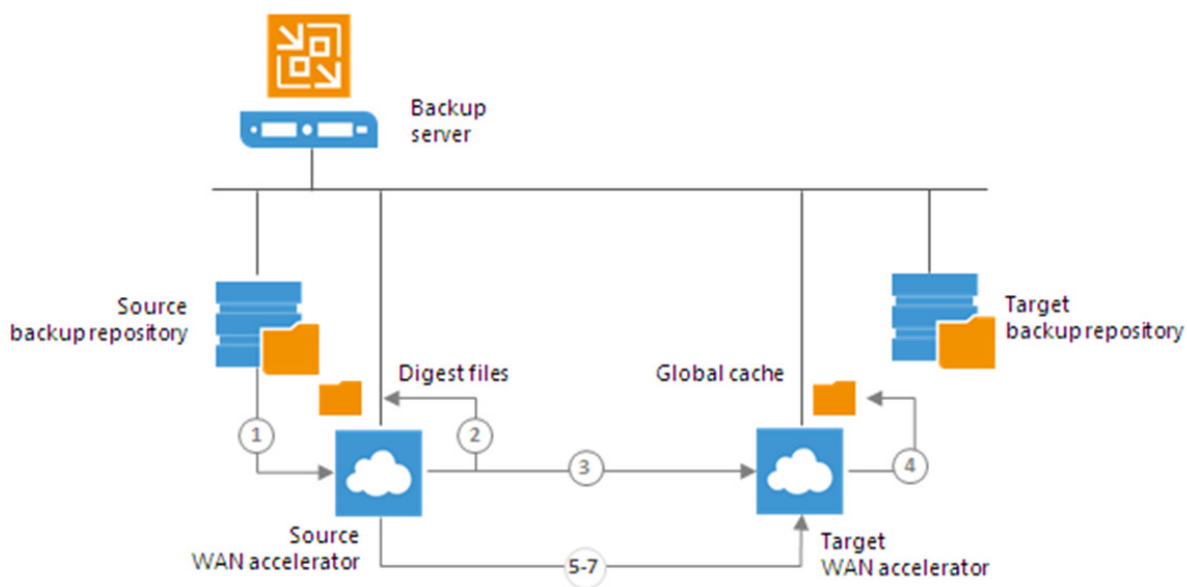 Backup
server
Source
backup repository
Target
backup repository
Digest files
Global cache
1
2
3
4
Source
WAN accelerator
Target
WAN accelerator
5-7